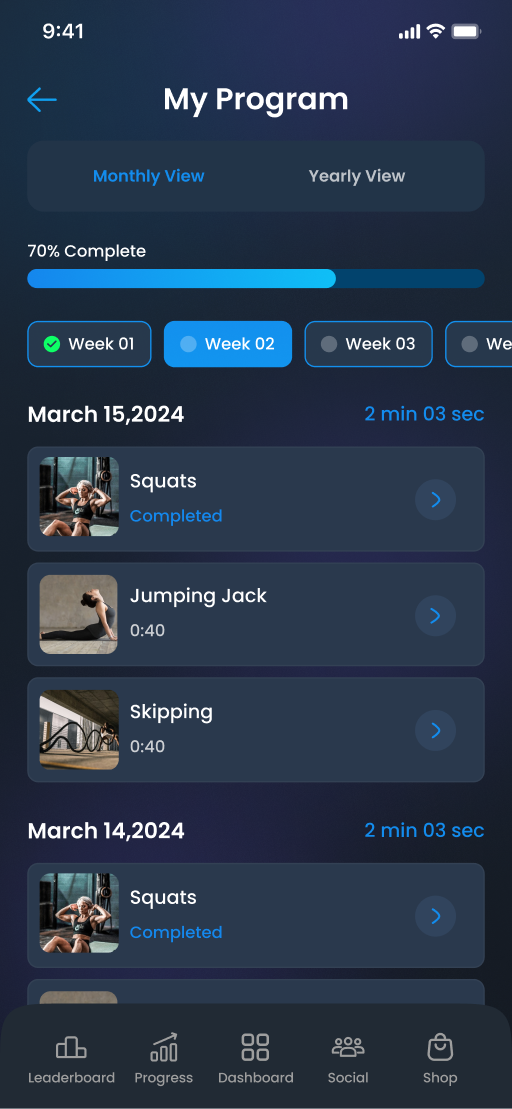 9:41
My Program
Monthly View
Yearly View
70% Complete
Week 01
Week 02
Week 03
We
March 15,2024
2 min 03 sec
Squats
Completed
Jumping Jack
0:40
Skipping
0:40
March 14,2024
2 min 03 sec
Squats
Completed
Leaderboard
Progress
Dashboard
Social
Shop